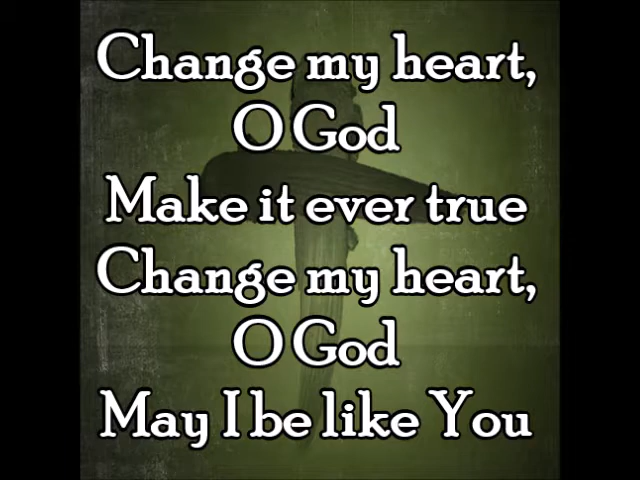 Change my heart,
O God
Make it ever true
Change my heart,
O God
May I be like You